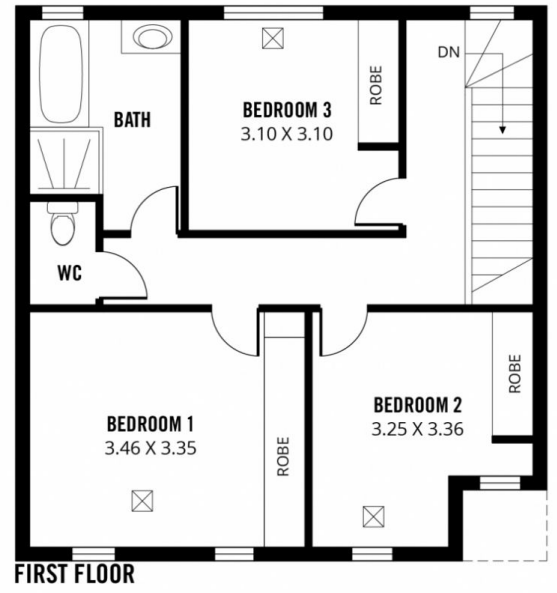 DN
ROBE
BATH
BEDROOM 3
3.10 X 3.10
WC
ROBE
BEDROOM 2
3.25 X 3.36
BEDROOM 1
3.46 X 3.35
ROBE
FIRST FLOOR